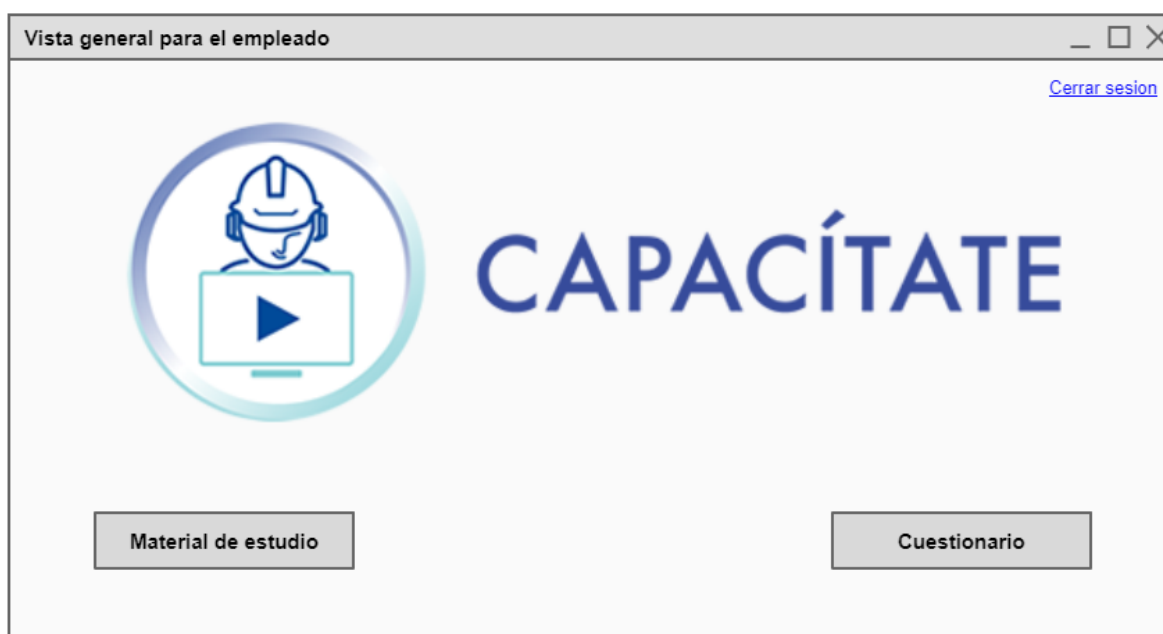 Vista general para el empleado
Cerrar sesion
CAPACÍTATE
Material de estudio
Cuestionario